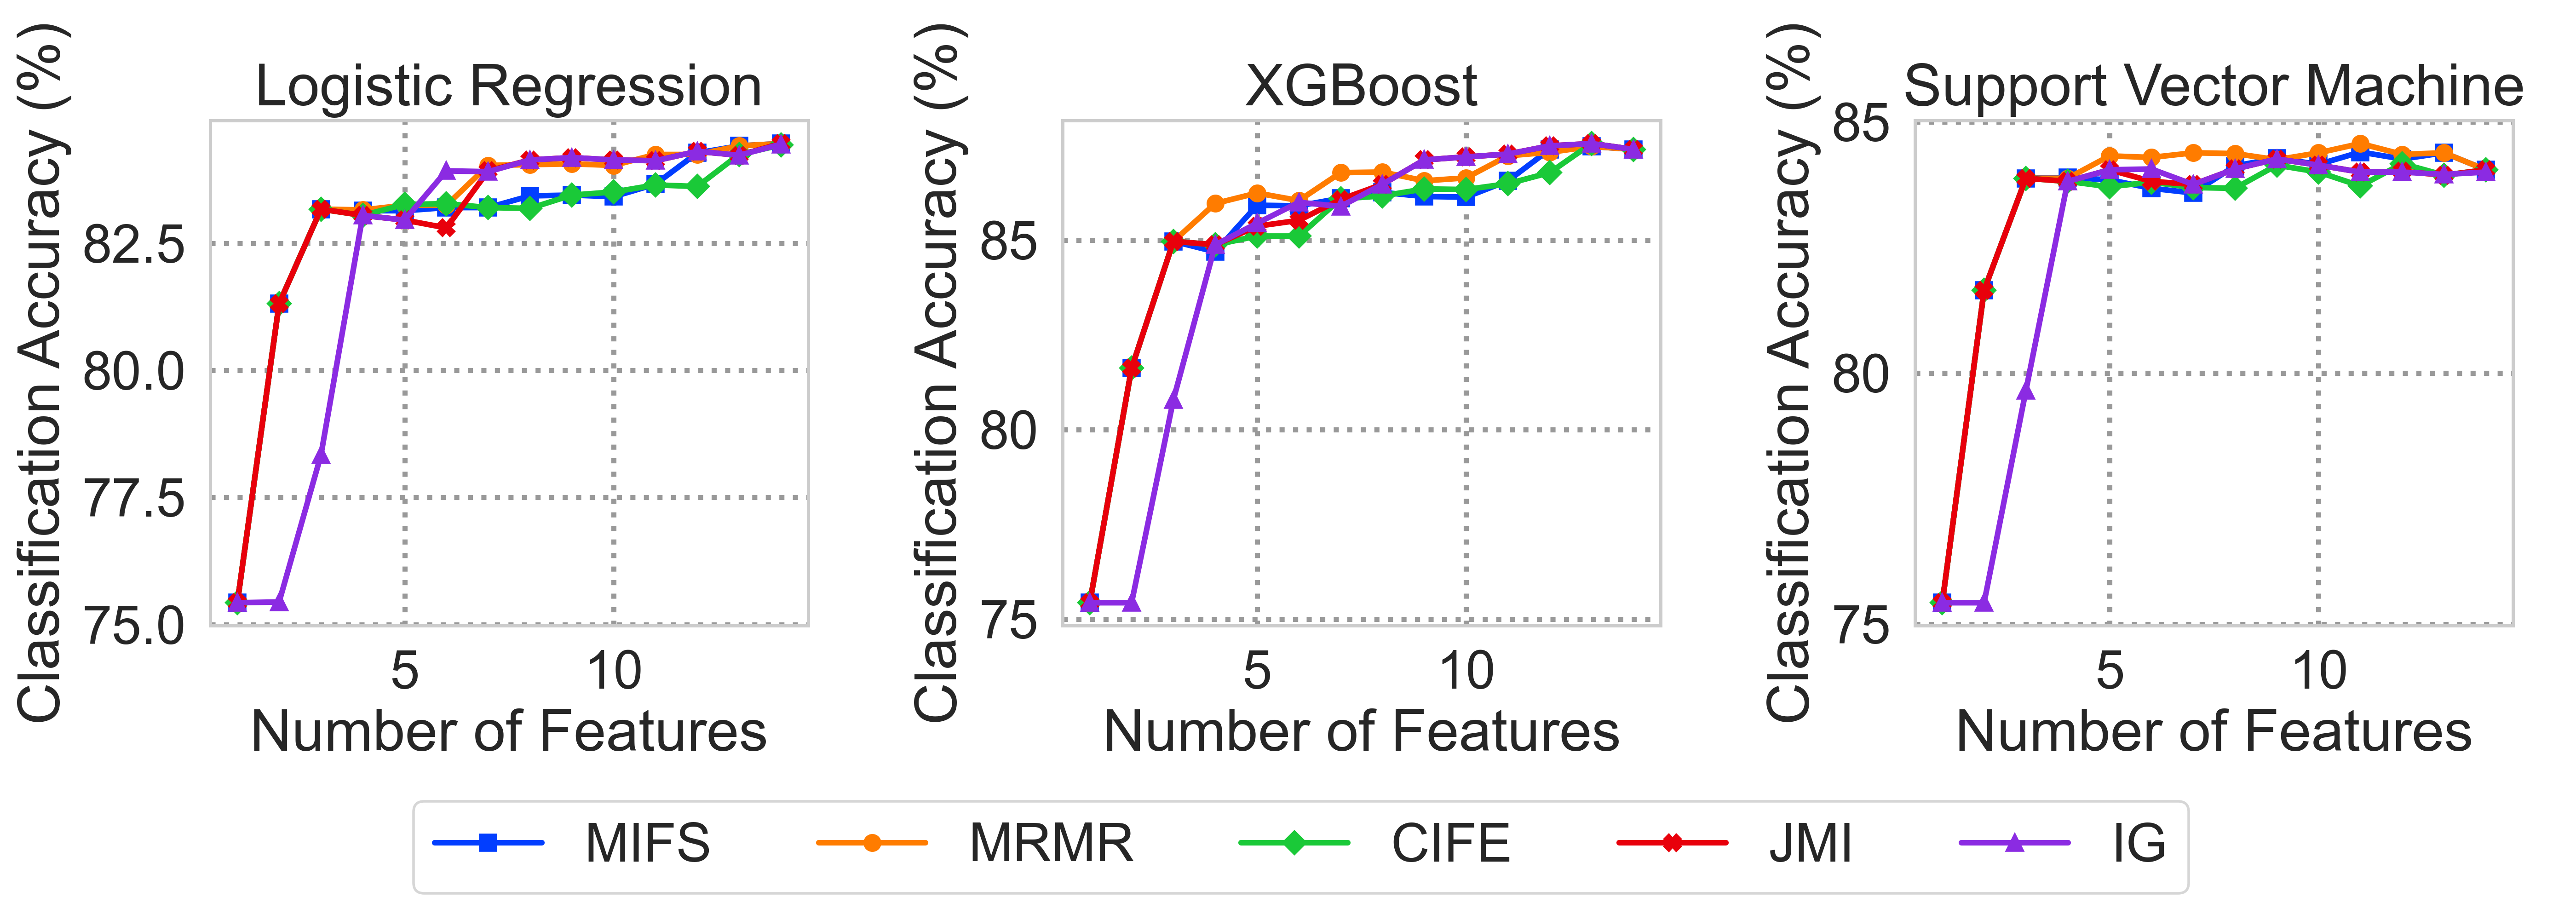 Logistic Regression
Classification Accuracy (%)
82.5
80.0
77.5
75.0
5 10
Number of Features
XGBoost
Classification Accuracy (%)
85
80
75
5 10
Number of Features
Support Vector Machine
Classification Accuracy (%)
85
80
75
5 10
Number of Features
MIFS MRMR CIFE JMI IG